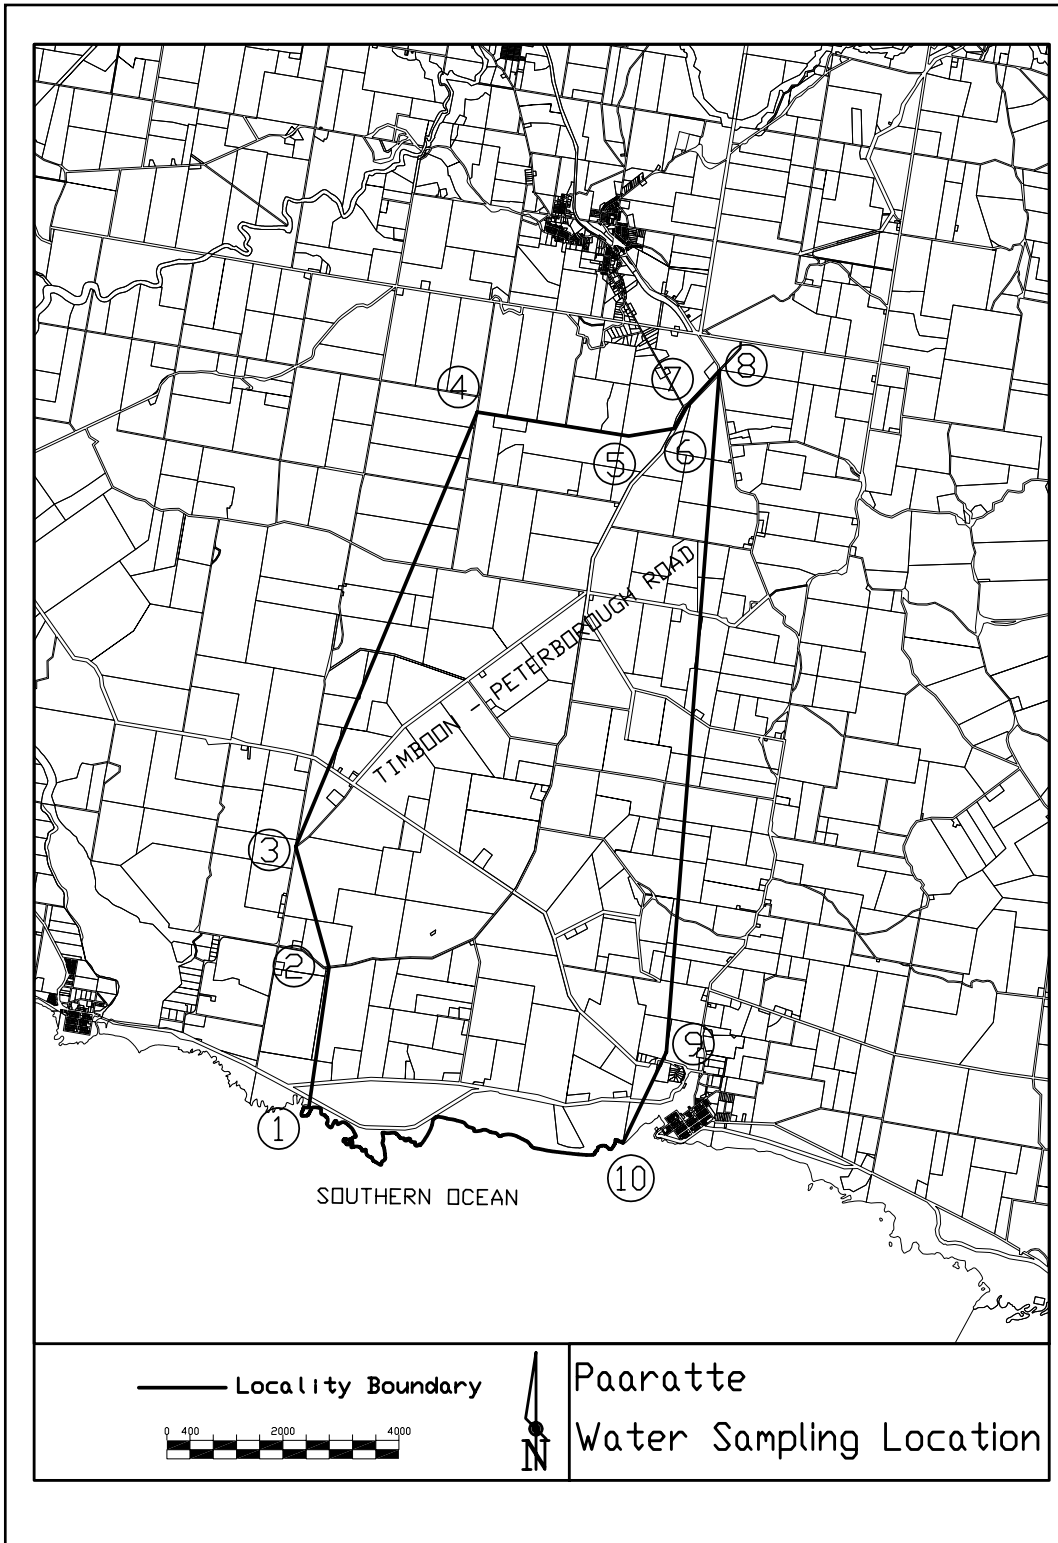 8
4
7
6
5
TIMBOON - PETERBOROUGH ROAD
3
2
9
1
10
SOUTHERN OCEAN
Locality Boundary
0 400 2000 4000
N
Paaratte
Water Sampling Location